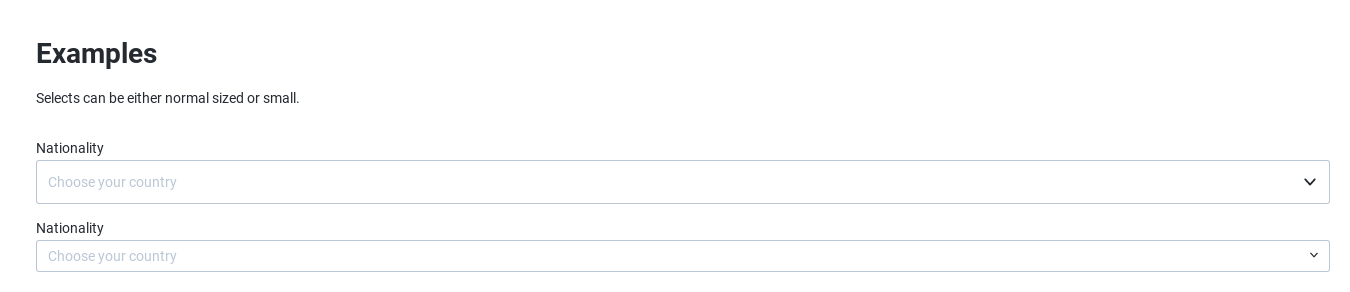 Examples
Selects can be either normal sized or small.
Nationality
Choose your country
Nationality
Choose your country